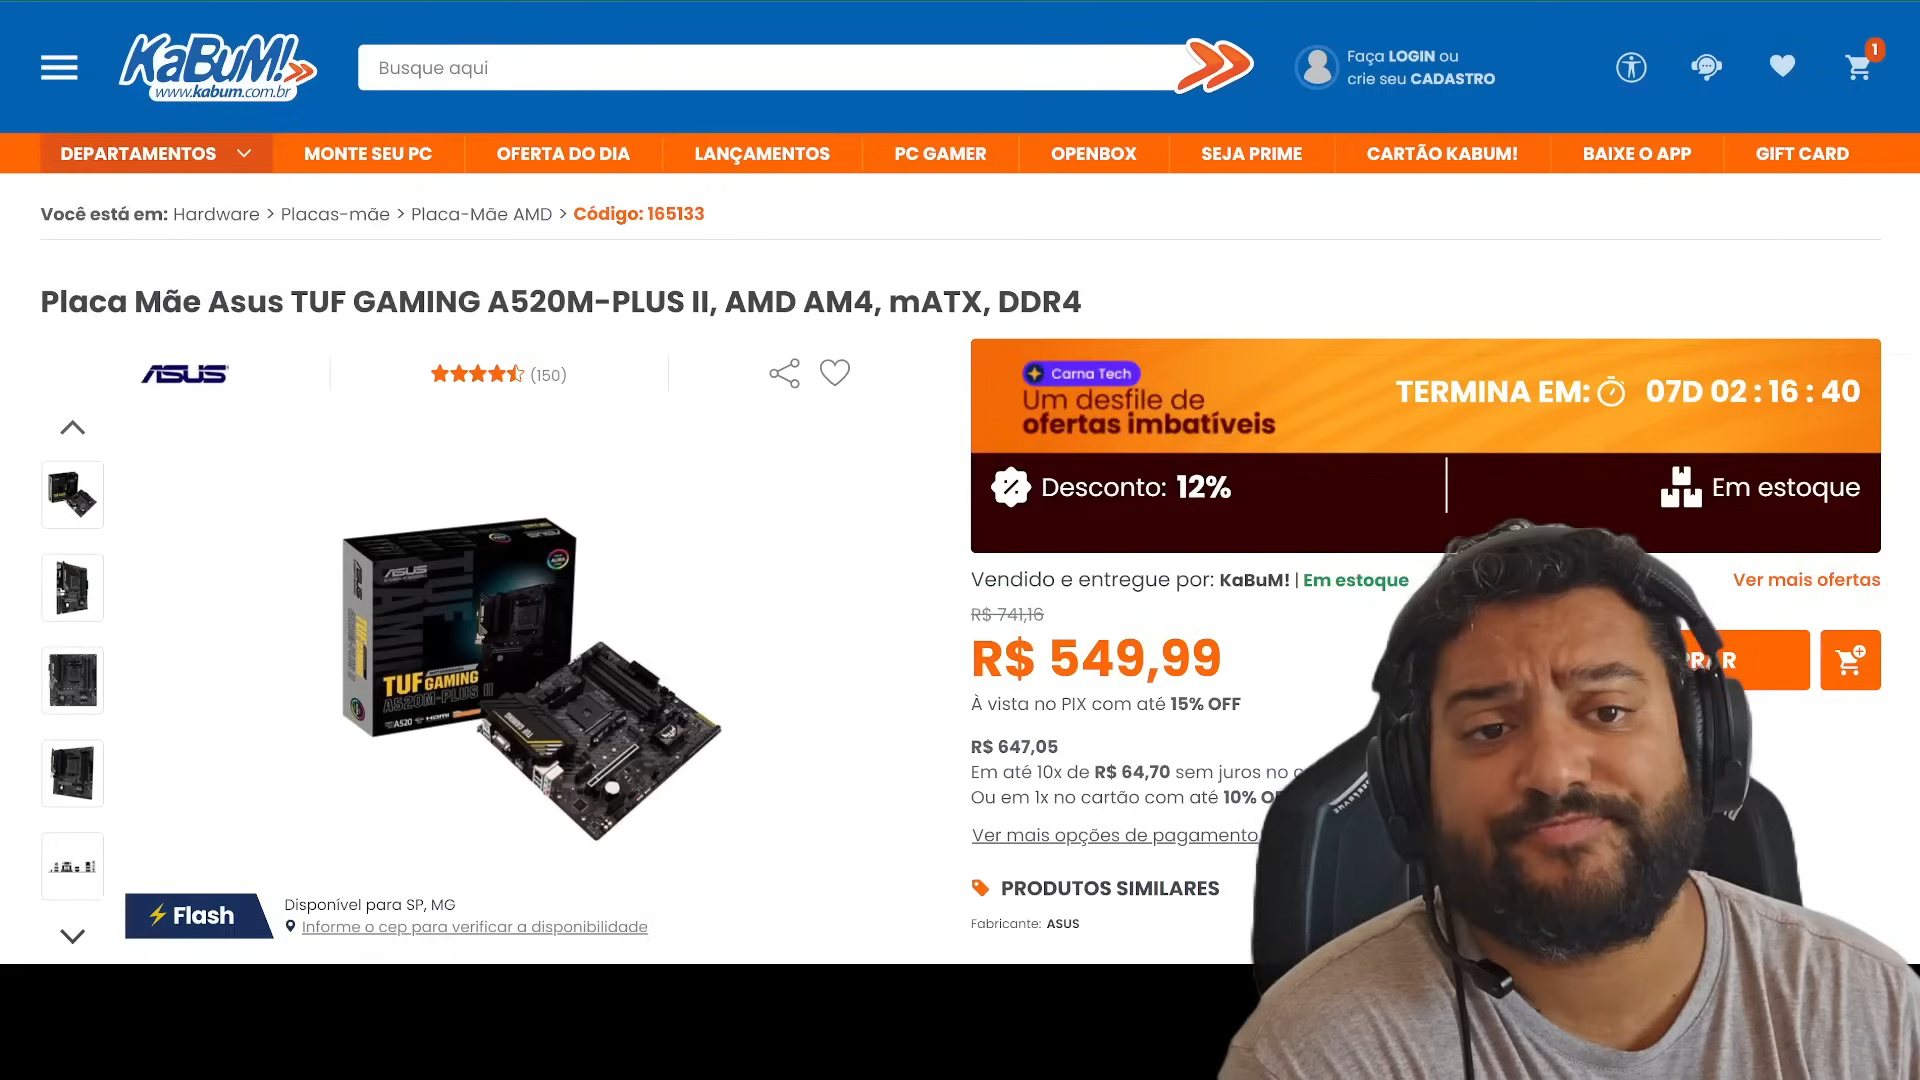 KaBuM!
www.kabum.com.br
Busque aqui
Faça LOGIN ou
crie seu CADASTRO
1
DEPARTAMENTOS
MONTE SEU PC
OFERTA DO DIA
LANÇAMENTOS
PC GAMER
OPENBOX
SEJA PRIME
CARTÃO KABUM!
BAIXE O APP
GIFT CARD
Você está em: Hardware > Placas-mãe > Placa-Mãe AMD > Código: 165133
Placa Mãe Asus TUF GAMING A520M-PLUS II, AMD AM4, mATX, DDR4
ASUS
(150)
Carna Tech
Um desfile de
ofertas imbatíveis
TERMINA EM: 07D 02 : 16 : 40
Desconto: 12%
Em estoque
Vendido e entregue por: KaBuM! | Em estoque
Ver mais ofertas
R$ 741,16
R$ 549,99
À vista no PIX com até 15% OFF
R$ 647,05
Em até 10x de R$ 64,70 sem juros no
Ou em 1x no cartão com até 10%
Ver mais opções de pagamento
PRODUTOS SIMILARES
Fabricante: ASUS
ASUS
TUF GAMING
A520M-PLUS II
A520
HDMI
Flash
Disponível para SP, MG
Informe o cep para verificar a disponibilidade